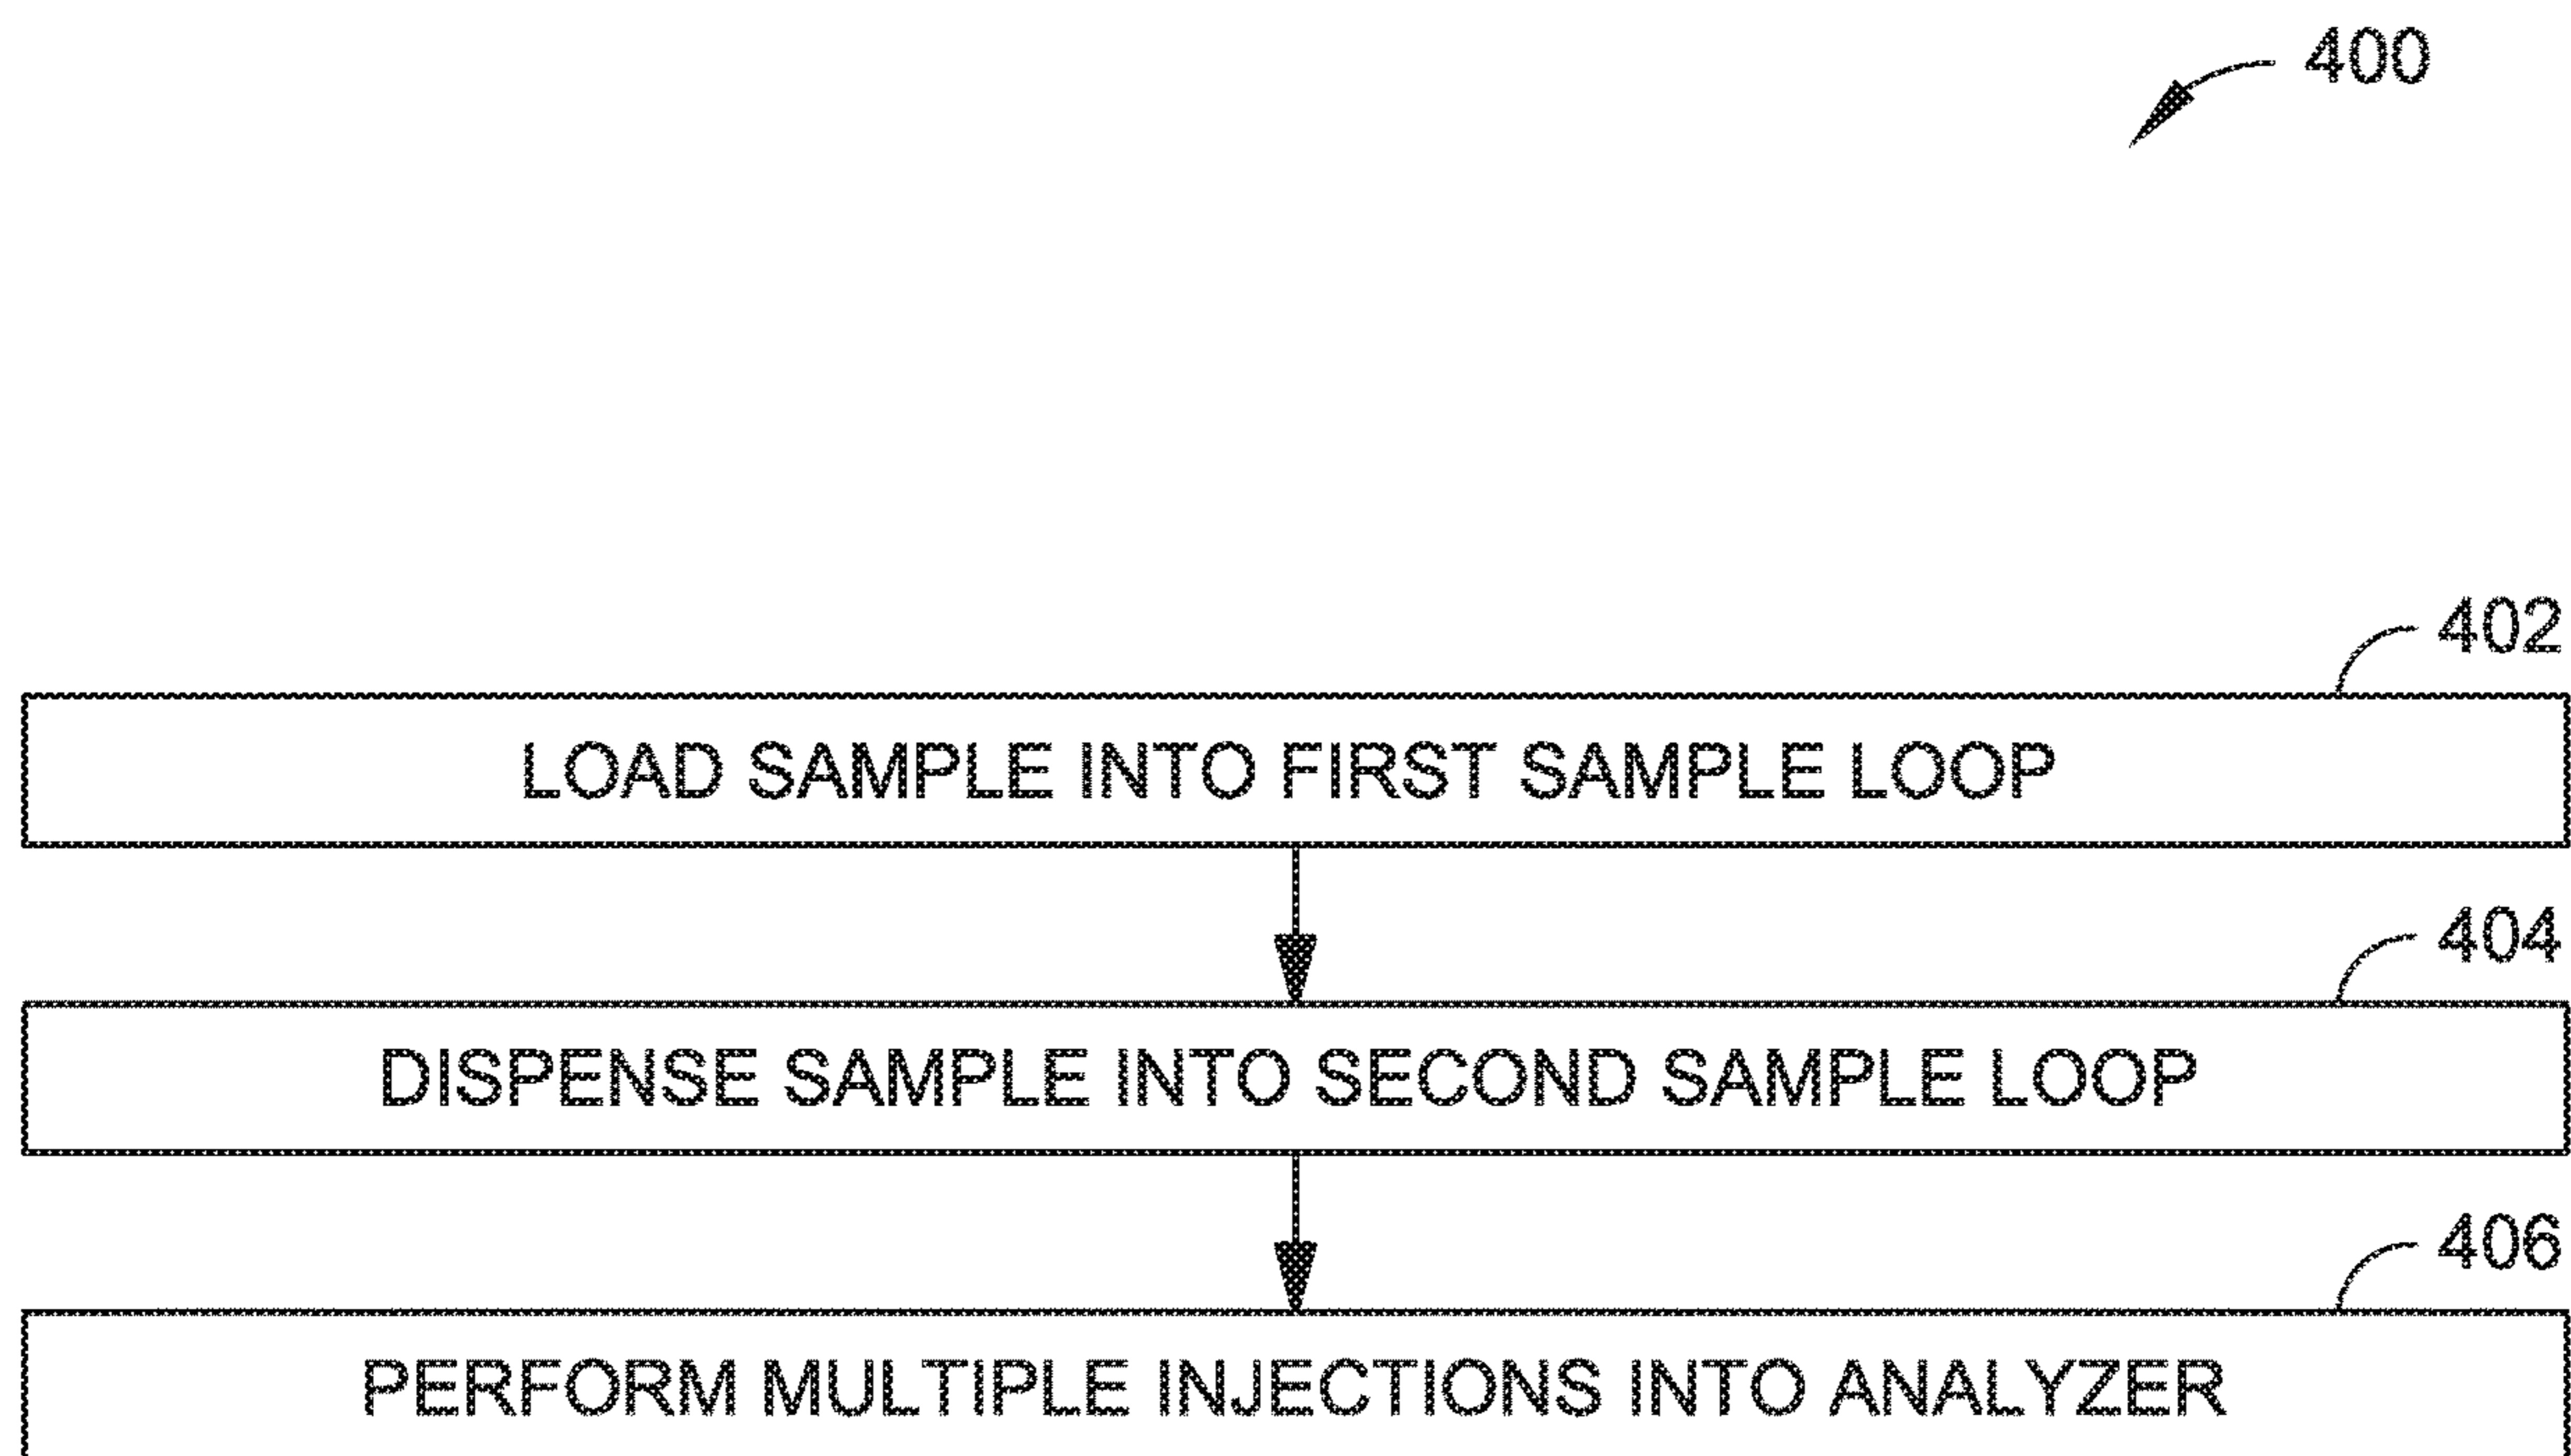 400
402
LOAD SAMPLE INTO FIRST SAMPLE LOOP
404
DISPENSE SAMPLE INTO SECOND SAMPLE LOOP
406
PERFORM MULTIPLE INJECTIONS INTO ANALYZER